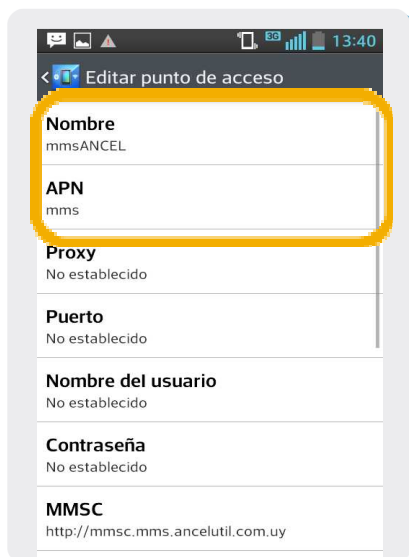 3G 13:40
Editar punto de acceso
Nombre
mmsANCEL
APN
mms
Proxy
No establecido
Puerto
No establecido
Nombre del usuario
No establecido
Contraseña
No establecido
MMSC
http://mmsc.mms.ancelutil.com.uy